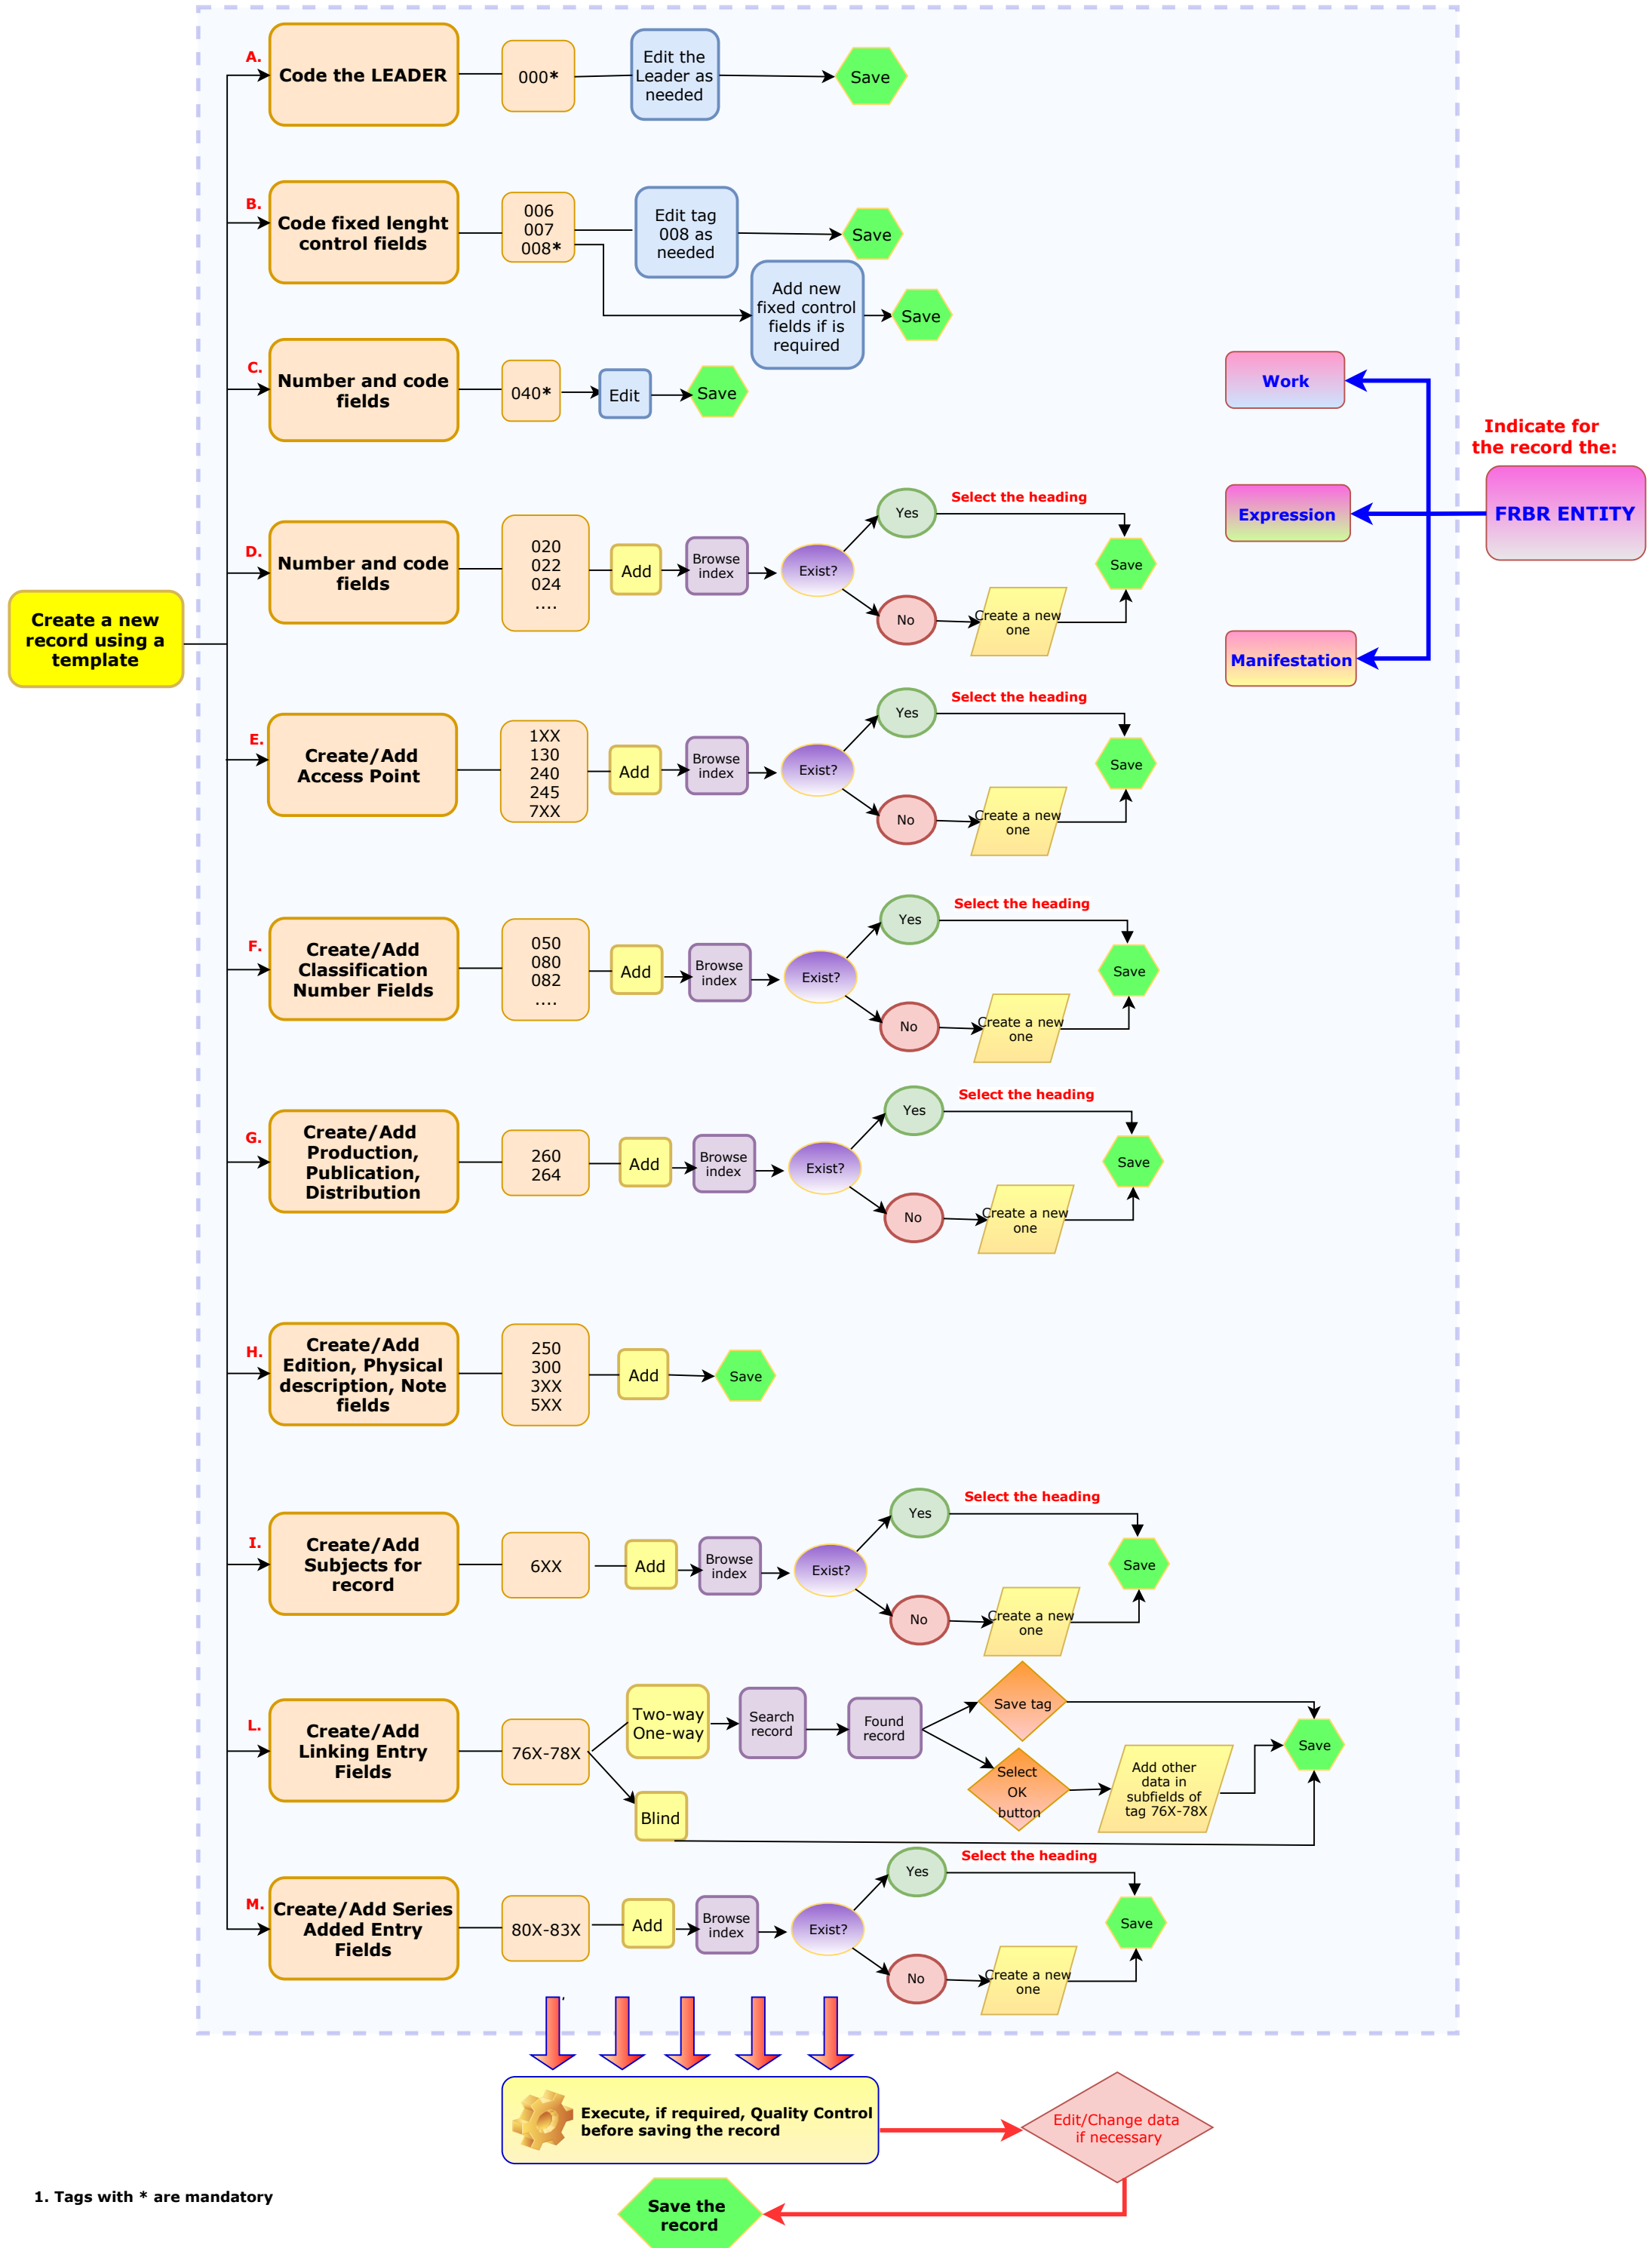 A.
Code the LEADER
000*
Edit the
Leader as
needed
Save
B.
Code fixed lenght
control fields
006
007
008*
Edit tag
008 as
needed
Save
Add new
fixed control
fields if is
required
Save
C.
Number and code
fields
040*
Edit
Save
Work
Indicate for
the record the:
FRBR ENTITY
Expression
Manifestation
D.
Number and code
fields
020
022
024
....
Add
Browse
index
Exist?
Yes
Select the heading
No
Create a new
one
Save
Create a new
record using a
template
E.
Create/Add
Access Point
1XX
130
240
245
7XX
Add
Browse
index
Exist?
Yes
Select the heading
No
Create a new
one
Save
F.
Create/Add
Classification
Number Fields
050
080
082
....
Add
Browse
index
Exist?
Yes
Select the heading
No
Create a new
one
Save
G.
Create/Add
Production,
Publication,
Distribution
260
264
Add
Browse
index
Exist?
Yes
Select the heading
No
Create a new
one
Save
H.
Create/Add
Edition, Physical
description, Note
fields
250
300
3XX
5XX
Add
Save
I.
Create/Add
Subjects for
record
6XX
Add
Browse
index
Exist?
Yes
Select the heading
No
Create a new
one
Save
L.
Create/Add
Linking Entry
Fields
76X-78X
Two-way
One-way
Search
record
Found
record
Save tag
Select
OK
button
Add other
data in
subfields of
tag 76X-78X
Save
Blind
M.
Create/Add Series
Added Entry
Fields
80X-83X
Add
Browse
index
Exist?
Yes
Select the heading
No
Create a new
one
Save
Execute, if required, Quality Control
before saving the record
Edit/Change data
if necessary
Save the
record
1. Tags with * are mandatory